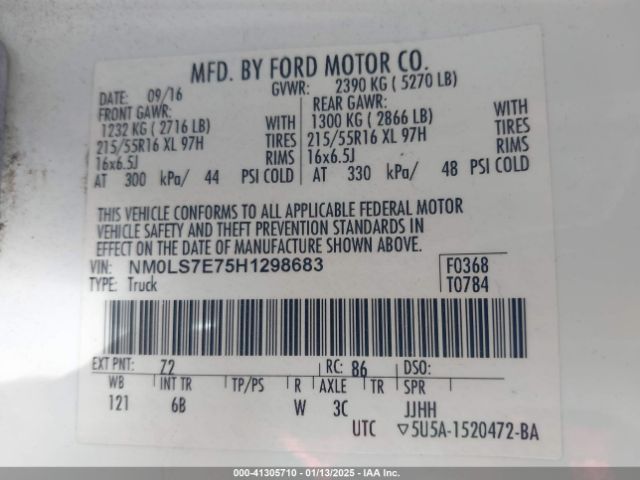 MFD. BY FORD MOTOR CO.
DATE: 09/16 GVWR: 2390 KG ( 5270 LB)
FRONT GAWR: REAR GAWR:
1232 KG ( 2716 LB) WITH 1300 KG ( 2866 LB) WITH
215/55R16 XL 97H TIRES 215/55R16 XL 97H TIRES
16x6.5J RIMS 16x6.5J RIMS
AT 300 kPa/ 44 PSI COLD AT 330 kPa/ 48 PSI COLD
THIS VEHICLE CONFORMS TO ALL APPLICABLE FEDERAL MOTOR
VEHICLE SAFETY AND THEFT PREVENTION STANDARDS IN
EFFECT ON THE DATE OF MANUFACTURE SHOWN ABOVE.
VIN: NM0LS7E75H1298683 F0368
TYPE: Truck T0784
EXT PNT: Z2 RC: 86 DSO:
WB INT TR TP/PS R AXLE TR SPR
121 6B W 3C JJHH
UTC ▽5U5A-1520472-BA
000-41305710 - 01/13/2025 - IAAI.com